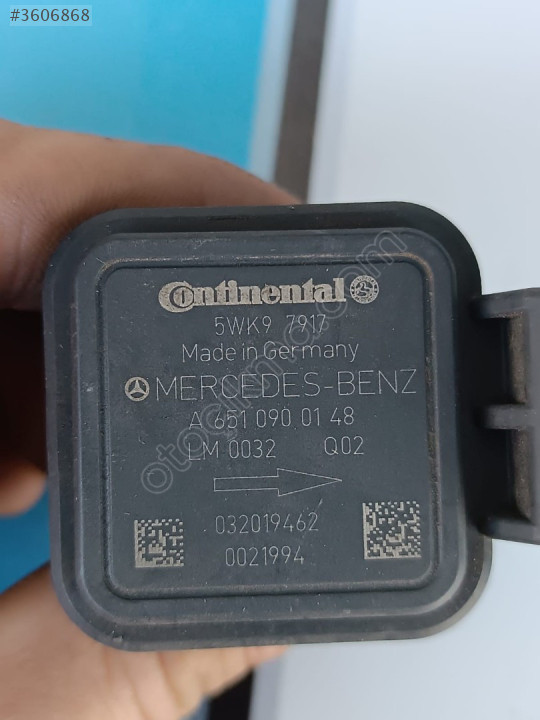 #3606868
Continental
5WK9 7917
Made in Germany
MERCEDES-BENZ
A 651 090 01 48
LM 0032 Q02
032019462
0021994